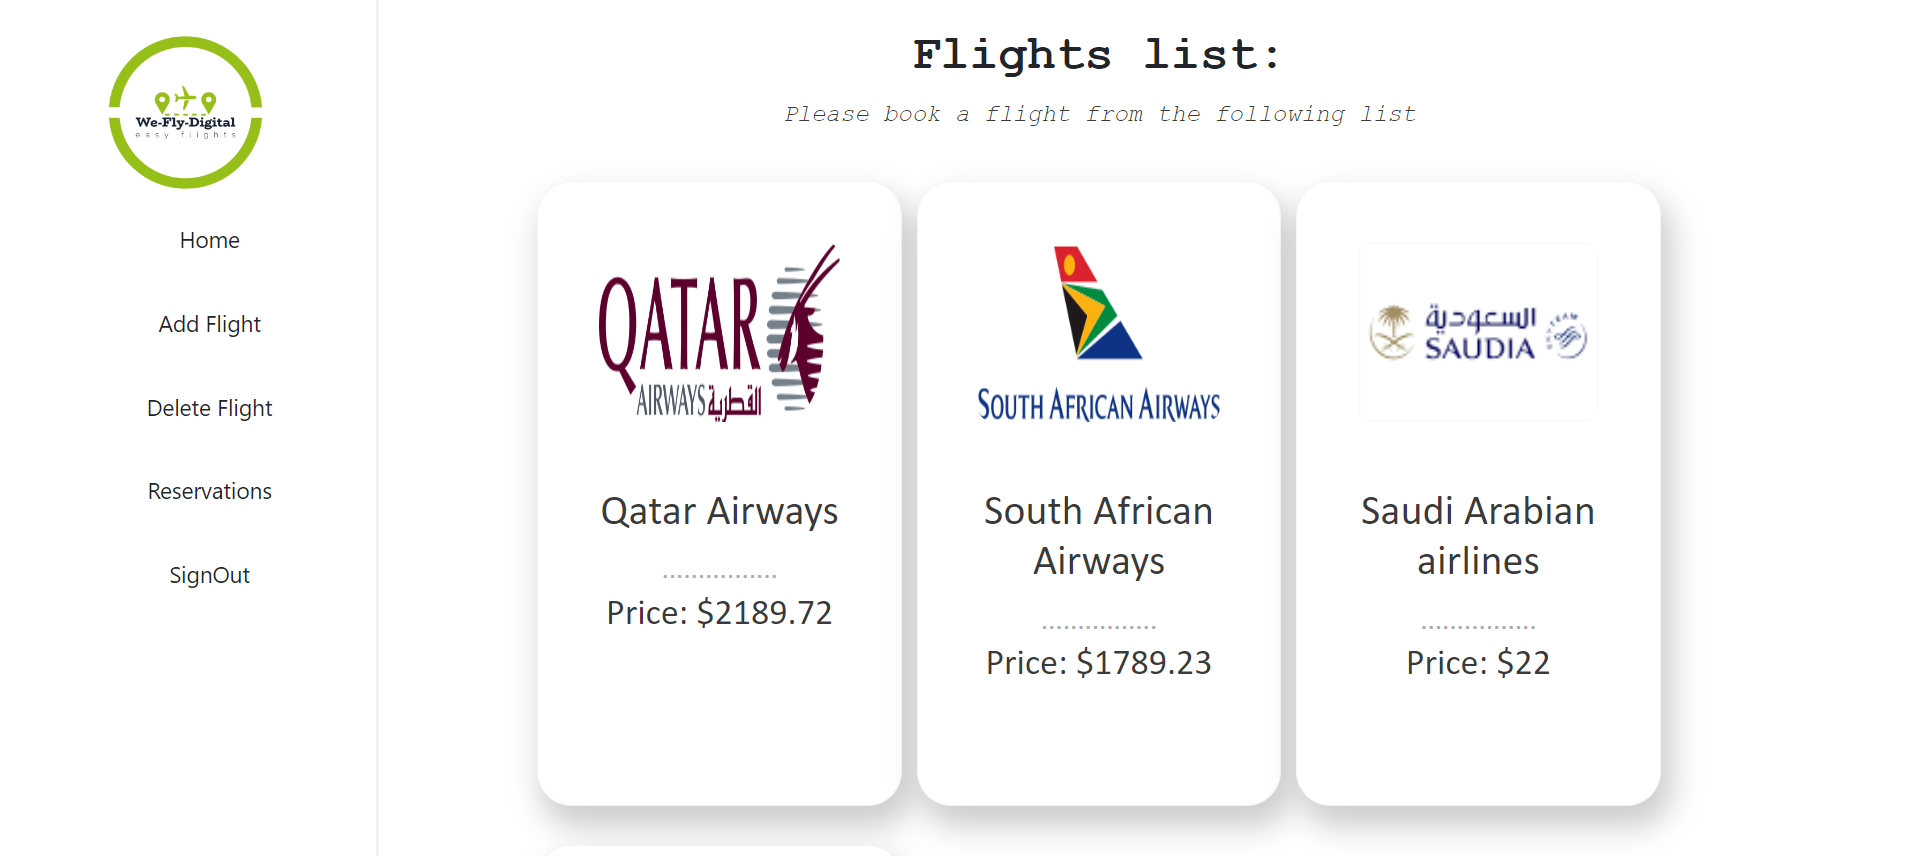 We-Fly-Digital
easy flights
Home
Add Flight
Delete Flight
Reservations
SignOut
Flights list:
Please book a flight from the following list
QATAR
AIRWAYS القطرية
Qatar Airways
................
Price: $2189.72
SOUTH AFRICAN AIRWAYS
South African
Airways
................
Price: $1789.23
السعودية
SAUDIA
Saudi Arabian
airlines
................
Price: $22